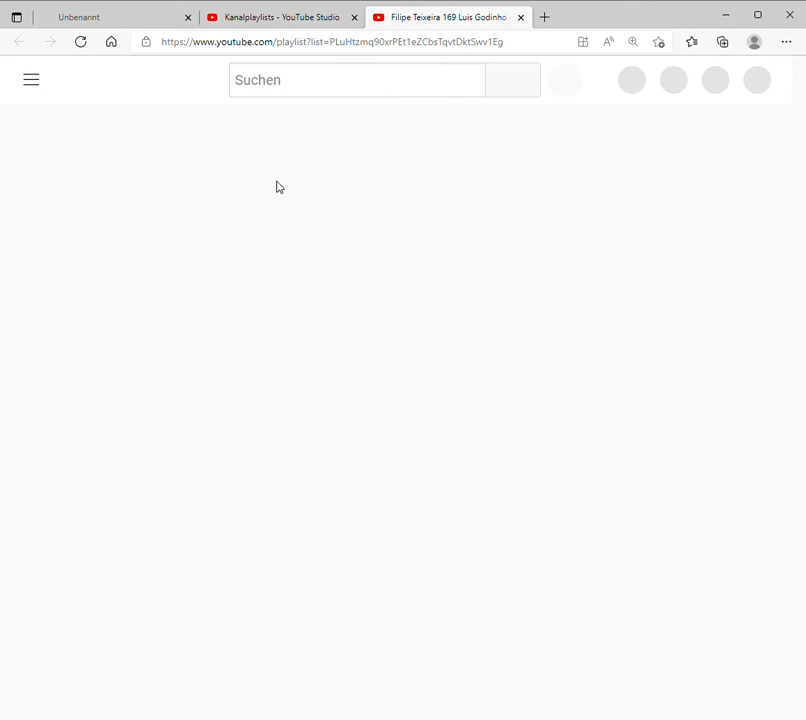 Unbenannt
Kanalplaylists - YouTube Studio
Filipe Teixeira 169 Luis Godinho
https://www.youtube.com/playlist?list=PLuHtzmq90xrPEt1eZCbsTqvtDktSwv1Eg
Suchen